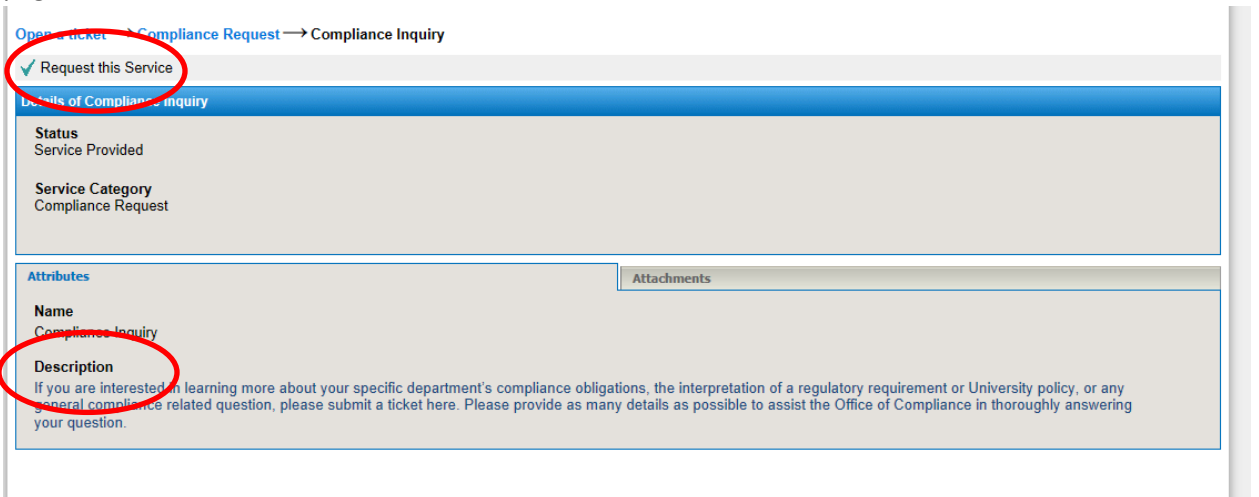 Open a ticket → Compliance Request → Compliance Inquiry
Request this Service
Details of Compliance Inquiry
Status
Service Provided
Service Category
Compliance Request
Attributes
Attachments
Name
Compliance Inquiry
Description
If you are interested in learning more about your specific department's compliance obligations, the interpretation of a regulatory requirement or University policy, or any
general compliance related question, please submit a ticket here. Please provide as many details as possible to assist the Office of Compliance in thoroughly answering
your question.